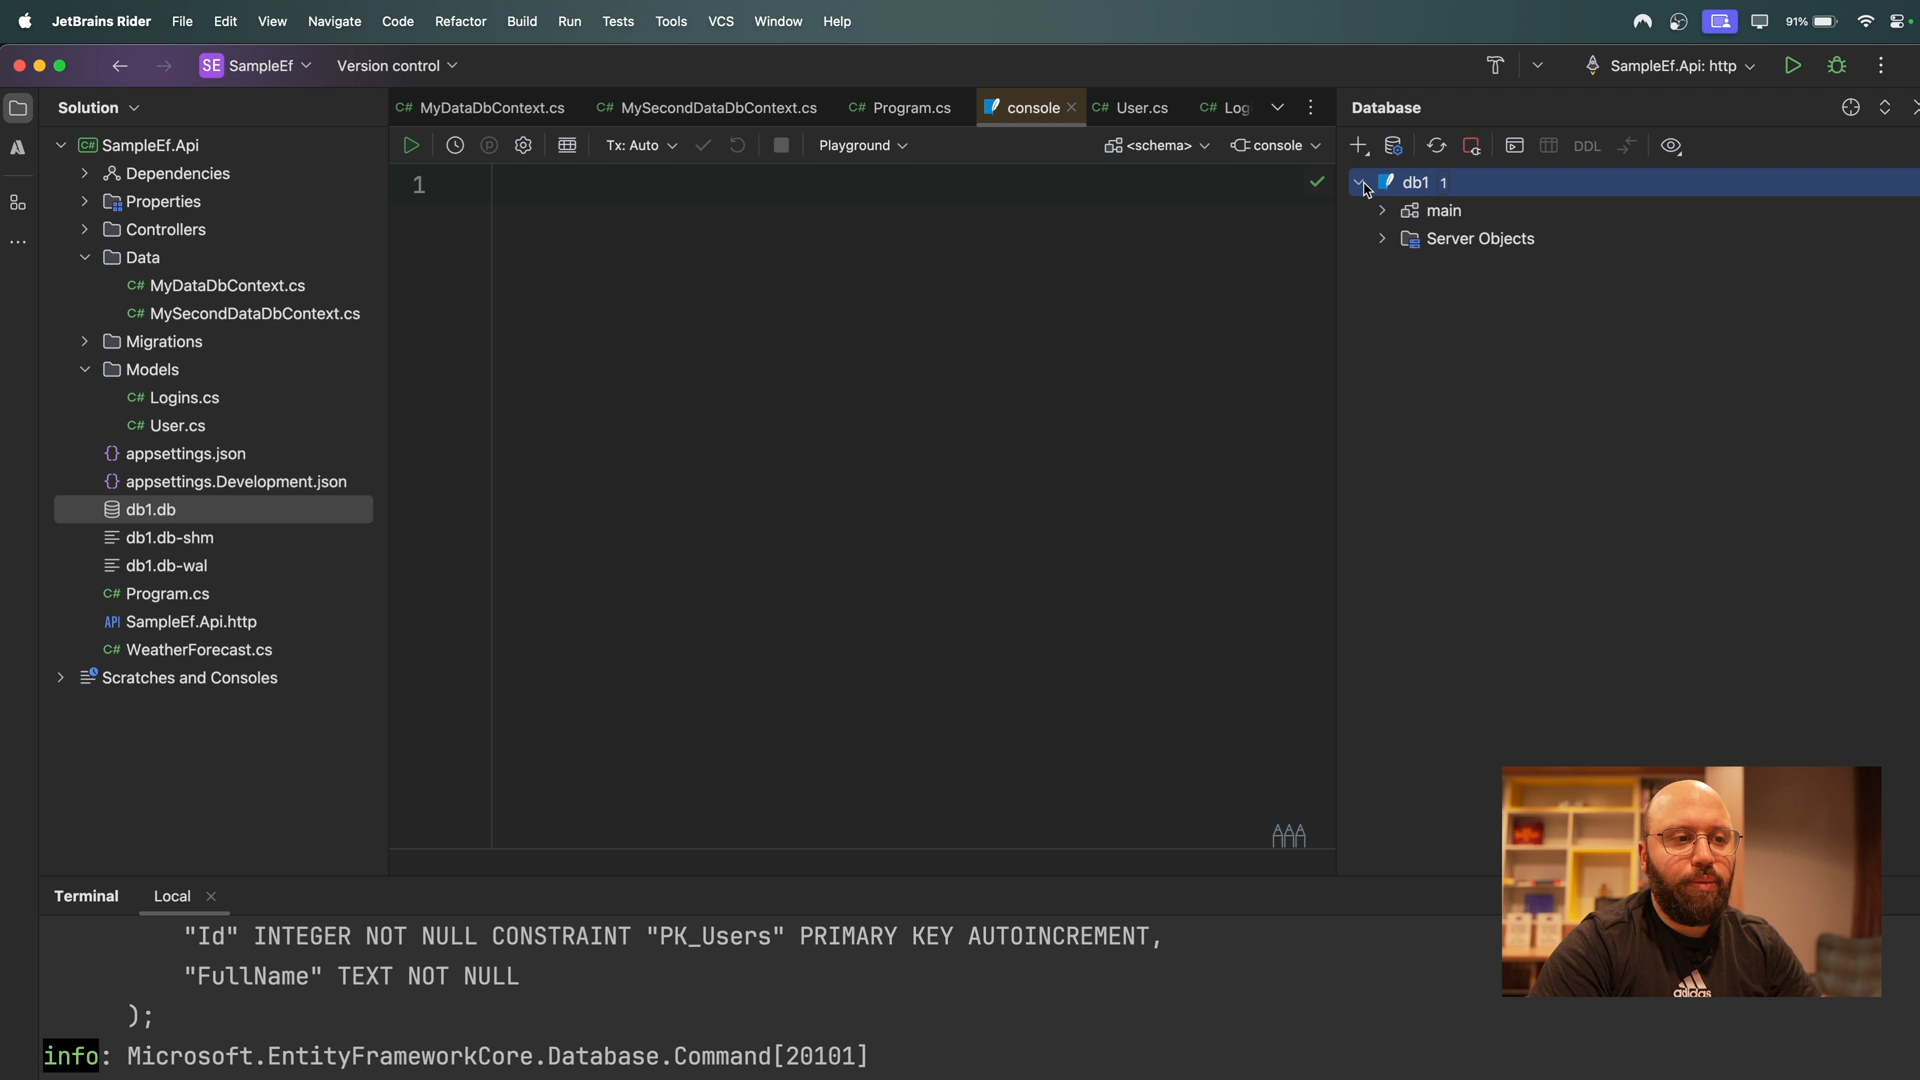 JetBrains Rider File Edit View Navigate Code Refactor Build Run Tests Tools VCS Window Help 91%
SE SampleEf Version control SampleEf.Api: http
Solution
C# MyDataDbContext.cs C# MySecondDataDbContext.cs C# Program.cs console C# User.cs C# Log
Database
Tx: Auto Playground <schema> console
DDL
1
C# SampleEf.Api
Dependencies
Properties
Controllers
Data
C# MyDataDbContext.cs
C# MySecondDataDbContext.cs
Migrations
Models
C# Logins.cs
C# User.cs
{} appsettings.json
{} appsettings.Development.json
db1.db
db1.db-shm
db1.db-wal
C# Program.cs
API SampleEf.Api.http
C# WeatherForecast.cs
Scratches and Consoles
db1 1
main
Server Objects
Terminal Local
"Id" INTEGER NOT NULL CONSTRAINT "PK_Users" PRIMARY KEY AUTOINCREMENT,
"FullName" TEXT NOT NULL
);
info: Microsoft.EntityFrameworkCore.Database.Command[20101]
adidas